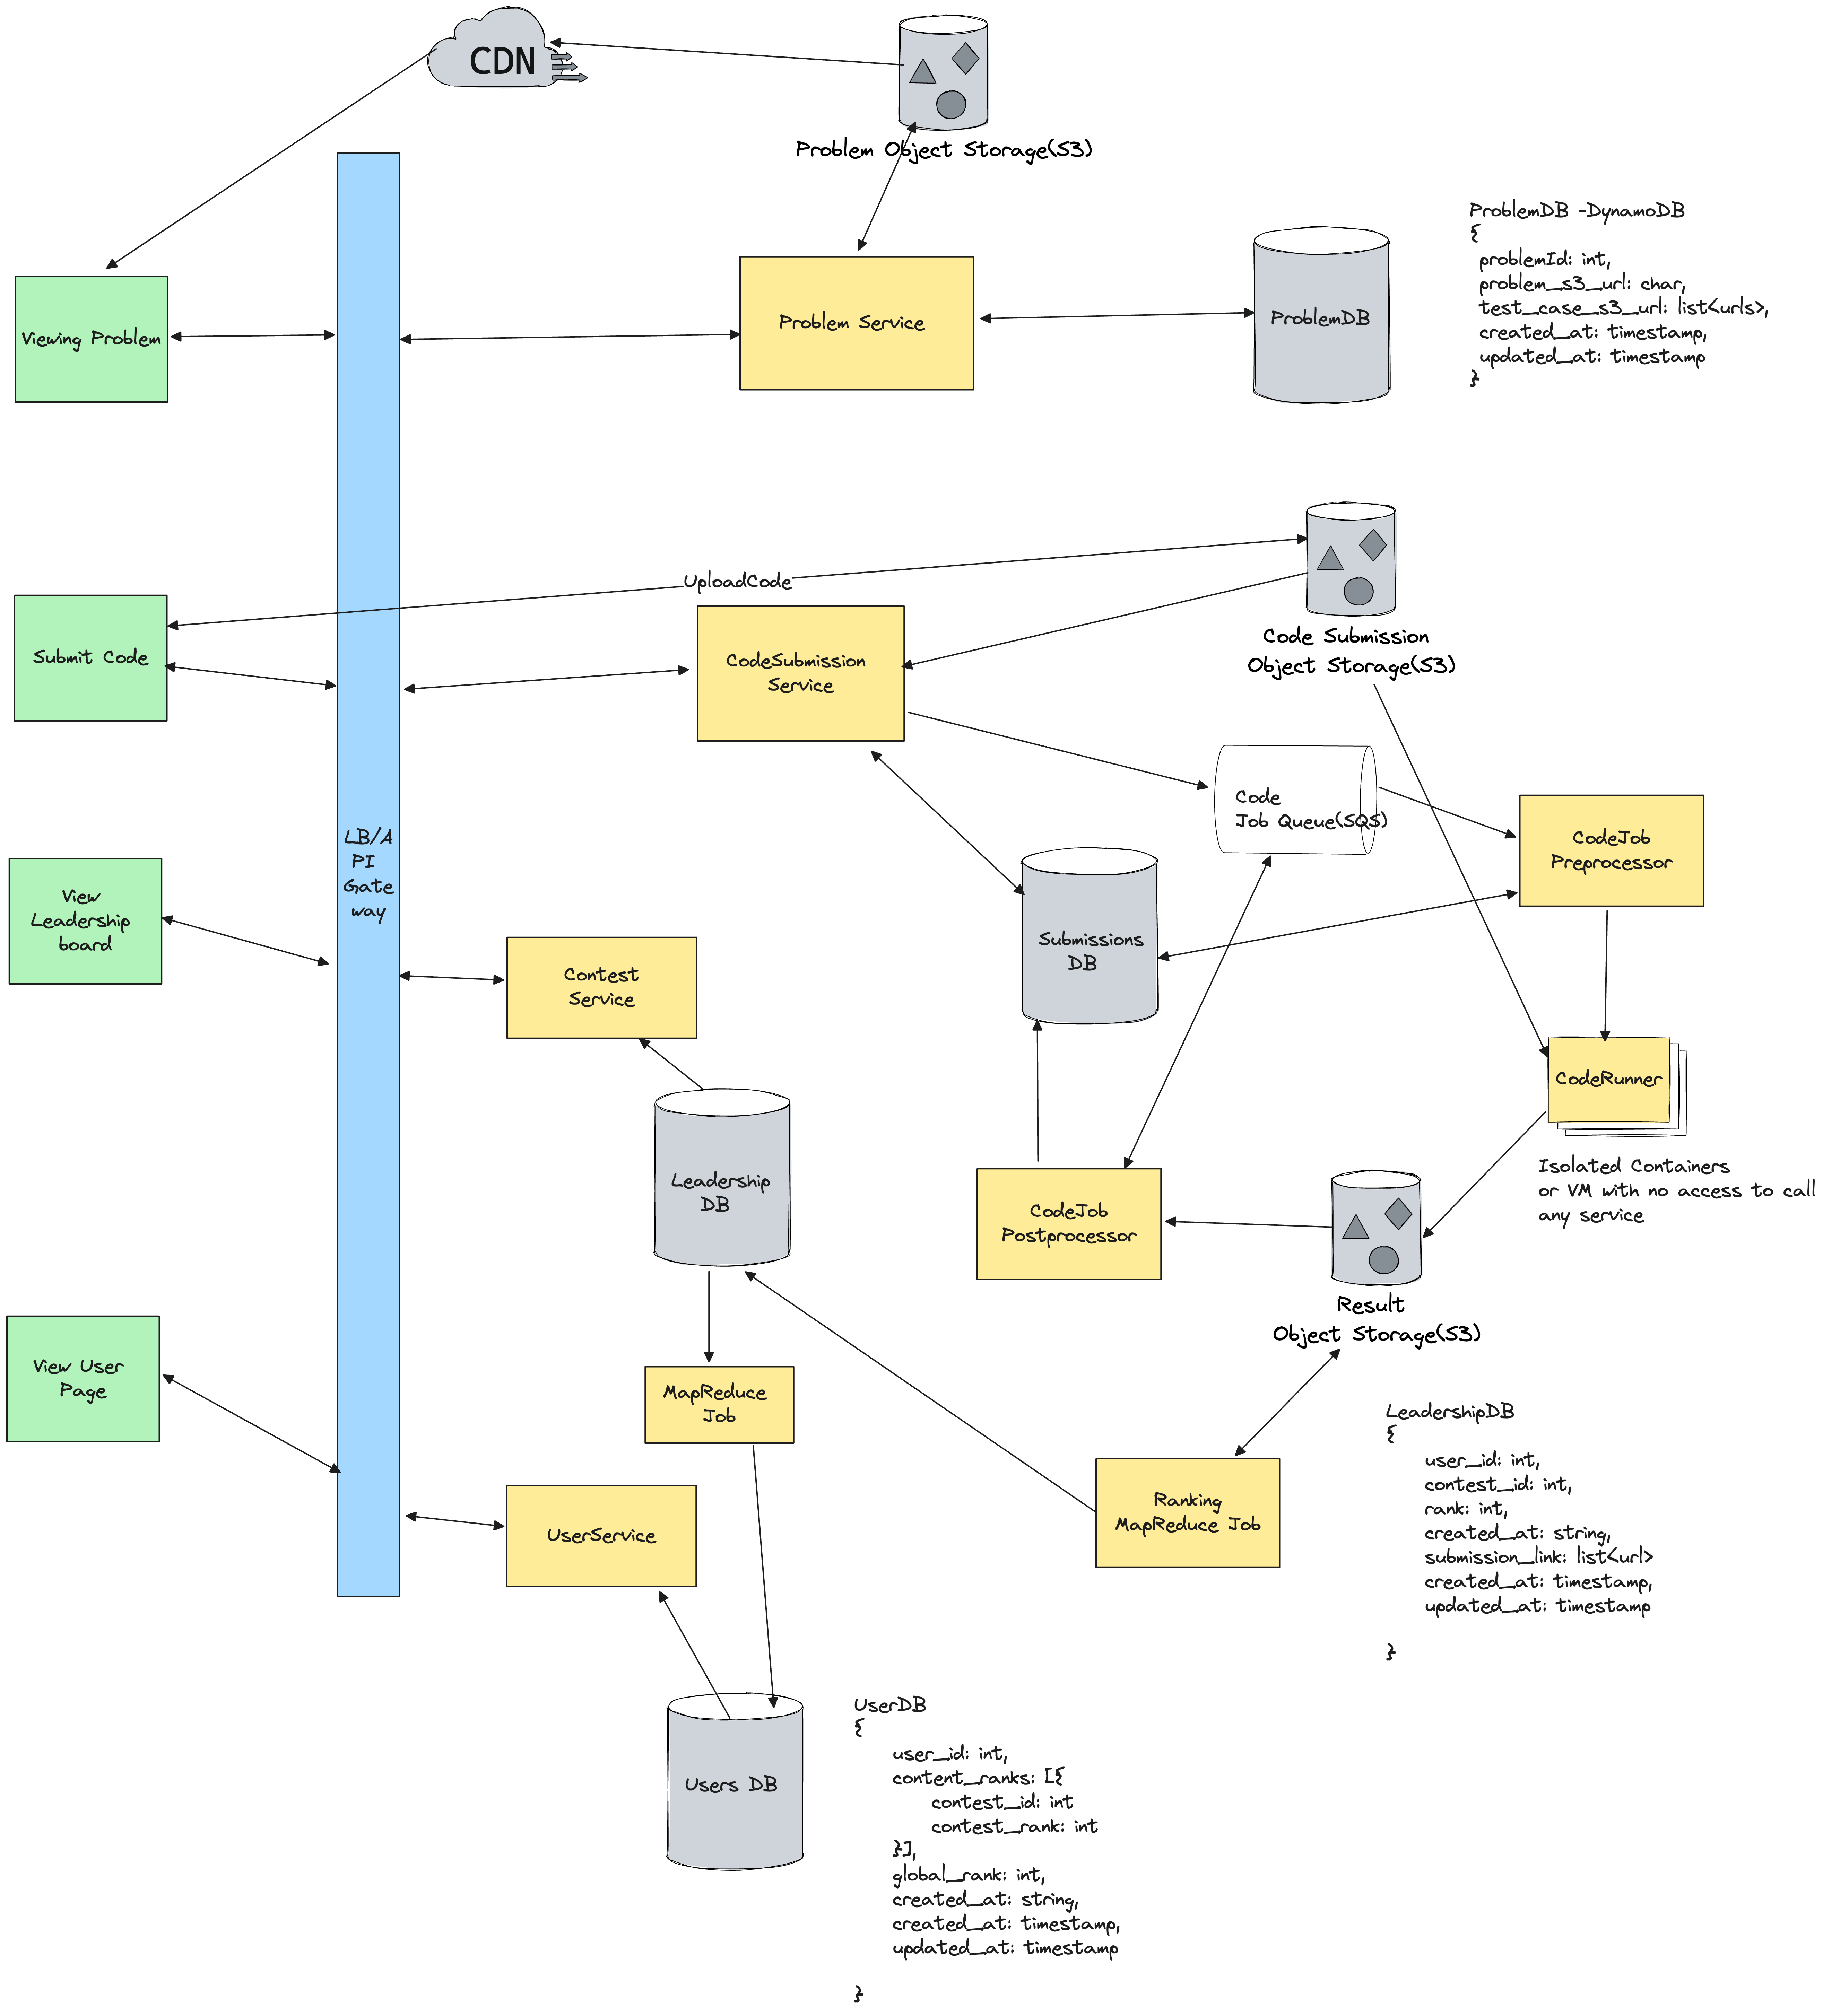 CDN
Problem Object Storage(S3)
ProblemDB -DynamoDB
{
problemId: int,
problem_s3_url: char,
test_case_s3_url: list<urls>,
created_at: timestamp,
updated_at: timestamp
}
Viewing Problem
Problem Service
ProblemDB
UploadCode
Code Submission
Object Storage(S3)
Submit Code
CodeSubmission
Service
Code
Job Queue(SQS)
CodeJob
Preprocessor
LB/A
PI
Gate
way
View
Leadership
board
Contest
Service
Submissions
DB
CodeRunner
Isolated Containers
or VM with no access to call
any service
Leadership
DB
CodeJob
Postprocessor
Result
Object Storage(S3)
View User
Page
MapReduce
Job
LeadershipDB
{
user_id: int,
contest_id: int,
rank: int,
created_at: string,
submission_link: list<url>
created_at: timestamp,
updated_at: timestamp
}
Ranking
MapReduce Job
UserService
Users DB
UserDB
{
user_id: int,
content_ranks: [{
contest_id: int
contest_rank: int
}],
global_rank: int,
created_at: string,
created_at: timestamp,
updated_at: timestamp
}